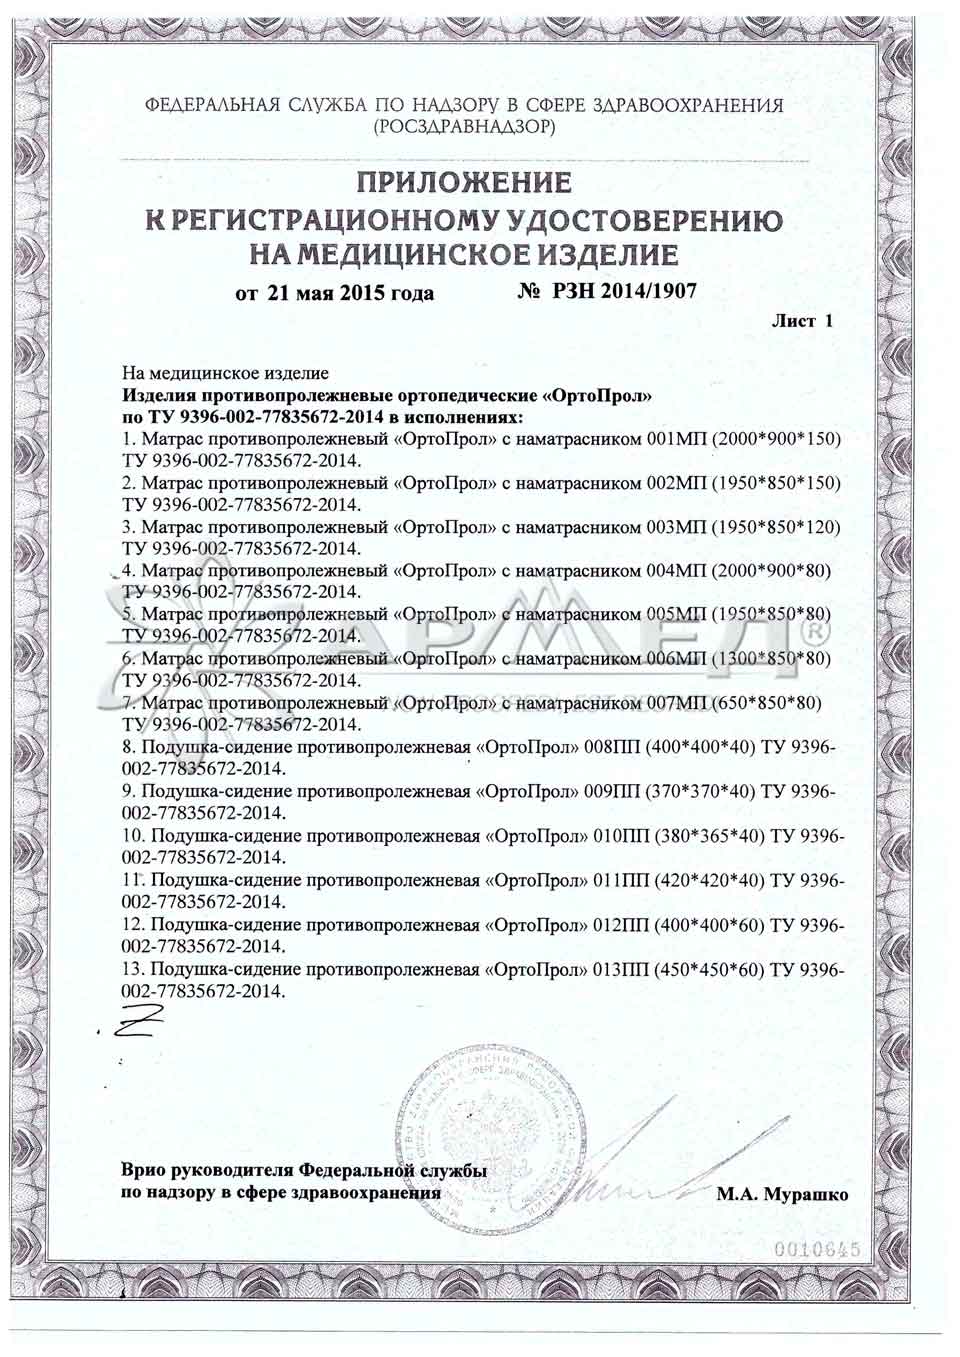 ФЕДЕРАЛЬНАЯ СЛУЖБА ПО НАДЗОРУ В СФЕРЕ ЗДРАВООХРАНЕНИЯ
(РОСЗДРАВНАДЗОР)
ПРИЛОЖЕНИЕ
К РЕГИСТРАЦИОННОМУ УДОСТОВЕРЕНИЮ
НА МЕДИЦИНСКОЕ ИЗДЕЛИЕ
от 21 мая 2015 года № РЗН 2014/1907
Лист 1
На медицинское изделие
Изделия противопролежневые ортопедические «ОртоПрол»
по ТУ 9396-002-77835672-2014 в исполнениях:
1. Матрас противопролежневый «ОртоПрол» с наматрасником 001МП (2000*900*150)
ТУ 9396-002-77835672-2014.
2. Матрас противопролежневый «ОртоПрол» с наматрасником 002МП (1950*850*150)
ТУ 9396-002-77835672-2014.
3. Матрас противопролежневый «ОртоПрол» с наматрасником 003МП (1950*850*120)
ТУ 9396-002-77835672-2014.
4. Матрас противопролежневый «ОртоПрол» с наматрасником 004МП (2000*900*80)
ТУ 9396-002-77835672-2014.
5. Матрас противопролежневый «ОртоПрол» с наматрасником 005МП (1950*850*80)
ТУ 9396-002-77835672-2014.
6. Матрас противопролежневый «ОртоПрол» с наматрасником 006МП (1300*850*80)
ТУ 9396-002-77835672-2014.
7. Матрас противопролежневый «ОртоПрол» с наматрасником 007МП (650*850*80)
ТУ 9396-002-77835672-2014.
8. Подушка-сидение противопролежневая «ОртоПрол» 008ПП (400*400*40) ТУ 9396-
002-77835672-2014.
9. Подушка-сидение противопролежневая «ОртоПрол» 009ПП (370*370*40) ТУ 9396-
002-77835672-2014.
10. Подушка-сидение противопролежневая «ОртоПрол» 010ПП (380*365*40) ТУ 9396-
002-77835672-2014.
11. Подушка-сидение противопролежневая «ОртоПрол» 011ПП (420*420*40) ТУ 9396-
002-77835672-2014.
12. Подушка-сидение противопролежневая «ОртоПрол» 012ПП (400*400*60) ТУ 9396-
002-77835672-2014.
13. Подушка-сидение противопролежневая «ОртоПрол» 013ПП (450*450*60) ТУ 9396-
002-77835672-2014.
АРМЕД®
Врио руководителя Федеральной службы
по надзору в сфере здравоохранения
М.А. Мурашко
0010645